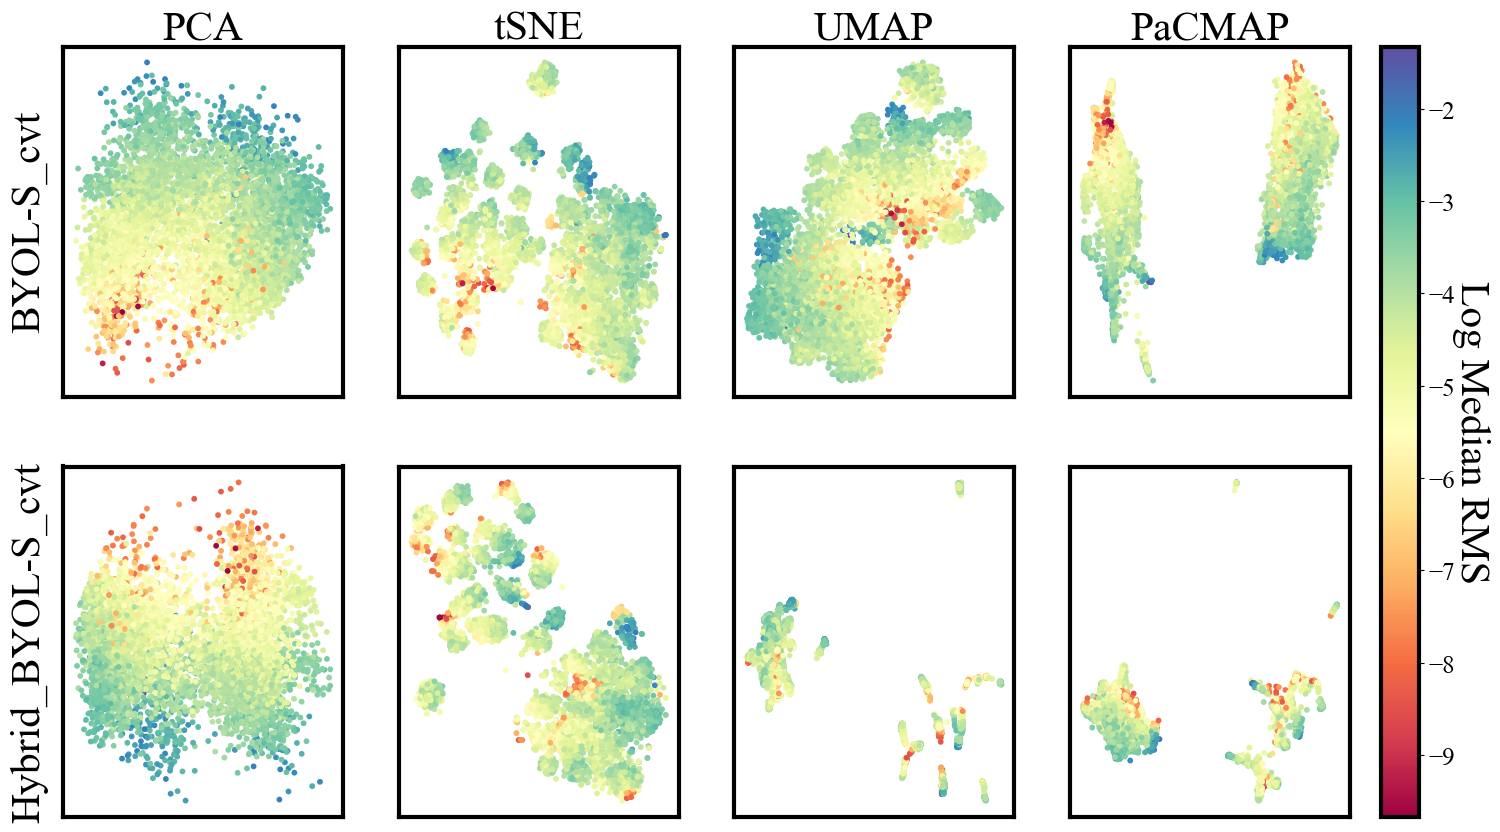 PCA
tSNE
UMAP
PaCMAP
BYOL-S_cvt
Hybrid_BYOL-S_cvt
−2
−3
−4
−5
−6
−7
−8
−9
Log Median RMS